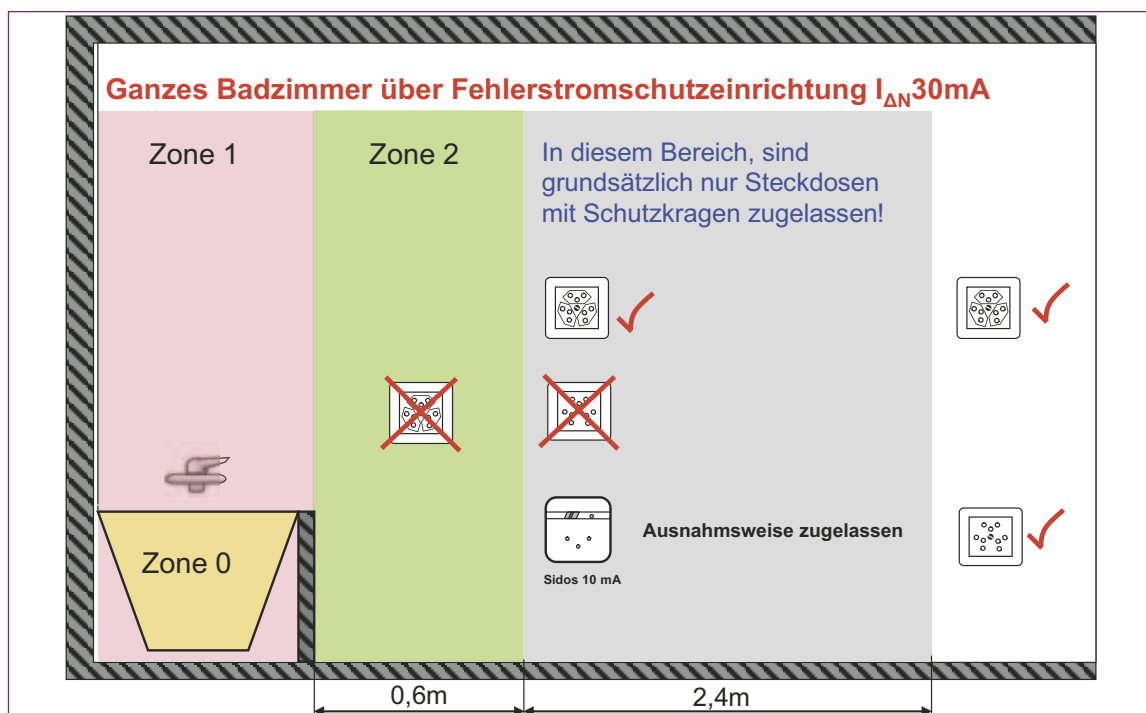 Ganzes Badzimmer über Fehlerstromschutzeinrichtung IΔN30mA
Zone 1
Zone 2
In diesem Bereich, sind
grundsätzlich nur Steckdosen
mit Schutzkragen zugelassen!
Ausnahmsweise zugelassen
Zone 0
Sidos 10 mA
0,6m
2,4m